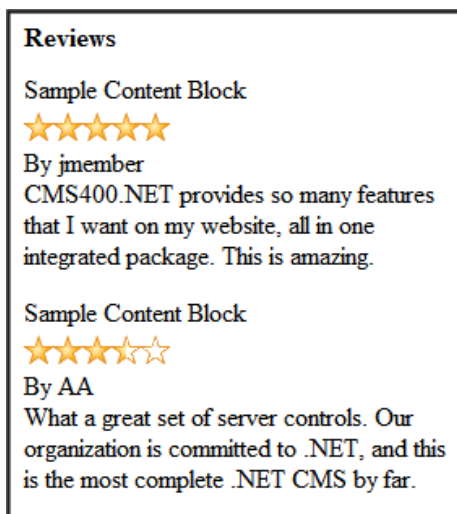 Reviews
Sample Content Block
By jmember
CMS400.NET provides so many features
that I want on my website, all in one
integrated package. This is amazing.
Sample Content Block
By AA
What a great set of server controls. Our
organization is committed to .NET, and this
is the most complete .NET CMS by far.